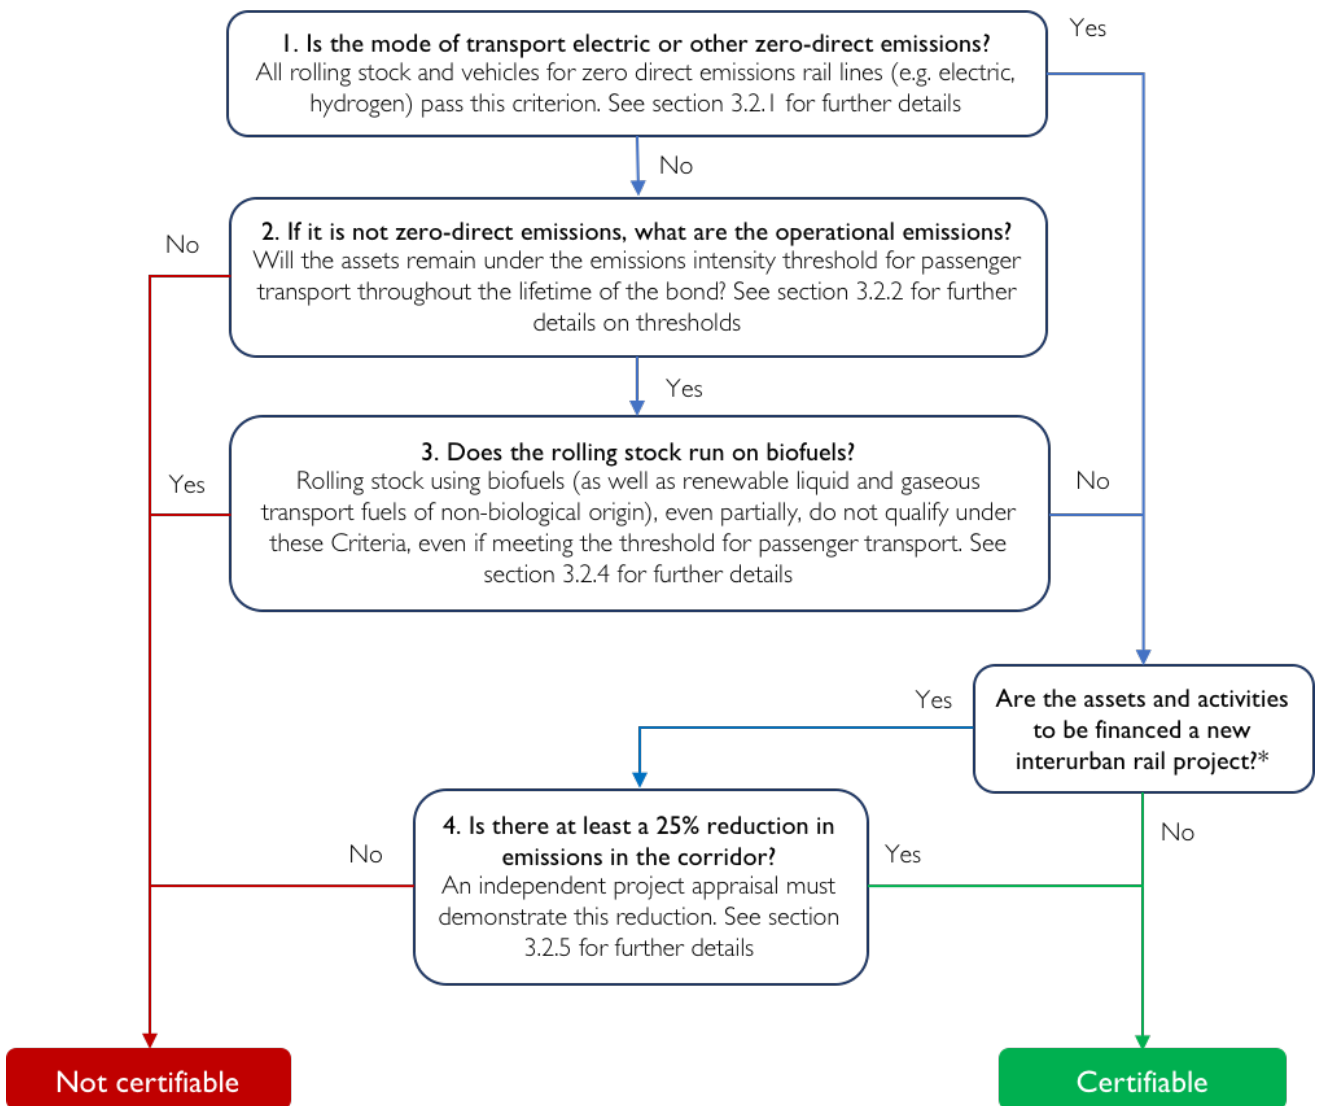 1. Is the mode of transport electric or other zero-direct emissions?
All rolling stock and vehicles for zero direct emissions rail lines (e.g. electric,
hydrogen) pass this criterion. See section 3.2.1 for further details
Yes
No
2. If it is not zero-direct emissions, what are the operational emissions?
Will the assets remain under the emissions intensity threshold for passenger
transport throughout the lifetime of the bond? See section 3.2.2 for further
details on thresholds
No
Yes
3. Does the rolling stock run on biofuels?
Rolling stock using biofuels (as well as renewable liquid and gaseous
transport fuels of non-biological origin), even partially, do not qualify under
these Criteria, even if meeting the threshold for passenger transport. See
section 3.2.4 for further details
Yes
No
Are the assets and activities
to be financed a new
interurban rail project?*
Yes
No
4. Is there at least a 25% reduction in
emissions in the corridor?
An independent project appraisal must
demonstrate this reduction. See section
3.2.5 for further details
No
Yes
Not certifiable
Certifiable